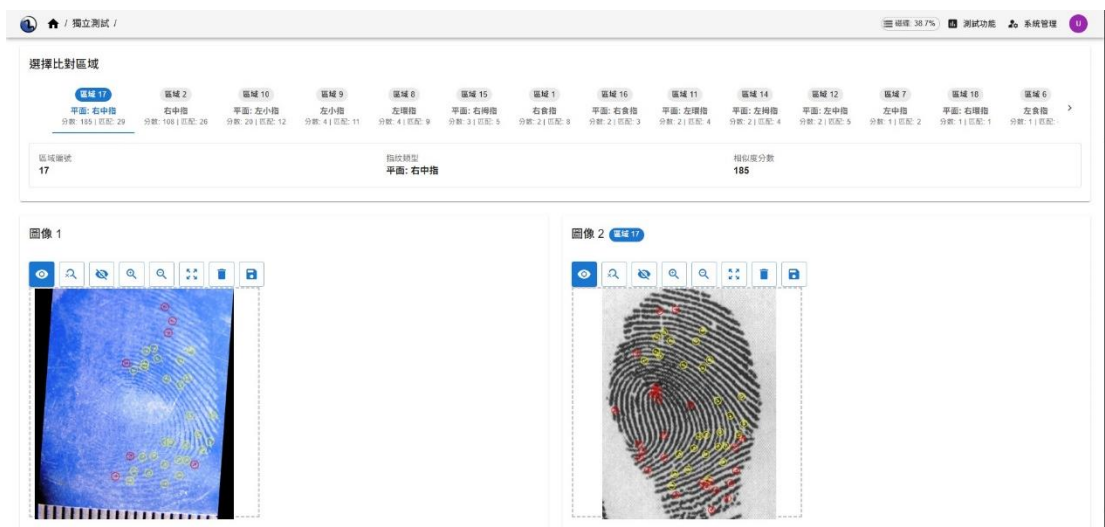 / 獨立測試 /
磁碟: 38.7%
測試功能
系統管理
U
選擇比對區域
區域 17 區域 2 區域 10 區域 9 區域 8 區域 15 區域 1 區域 16 區域 11 區域 14 區域 12 區域 7 區域 18 區域 6
平面: 右中指 右中指 平面: 左小指 左小指 左環指 平面: 右拇指 右食指 平面: 右食指 平面: 左環指 平面: 左拇指 平面: 左中指 左中指 平面: 右環指 左食指
分數: 185 | 匹配: 29 分數: 108 | 匹配: 26 分數: 20 | 匹配: 12 分數: 4 | 匹配: 11 分數: 4 | 匹配: 9 分數: 3 | 匹配: 5 分數: 2 | 匹配: 8 分數: 2 | 匹配: 3 分數: 2 | 匹配: 4 分數: 2 | 匹配: 4 分數: 2 | 匹配: 5 分數: 1 | 匹配: 2 分數: 1 | 匹配: 1 分數: 1 | 匹配:
區域編號 指紋類型 相似度分數
17 平面: 右中指 185
圖像 1
圖像 2 區域 17